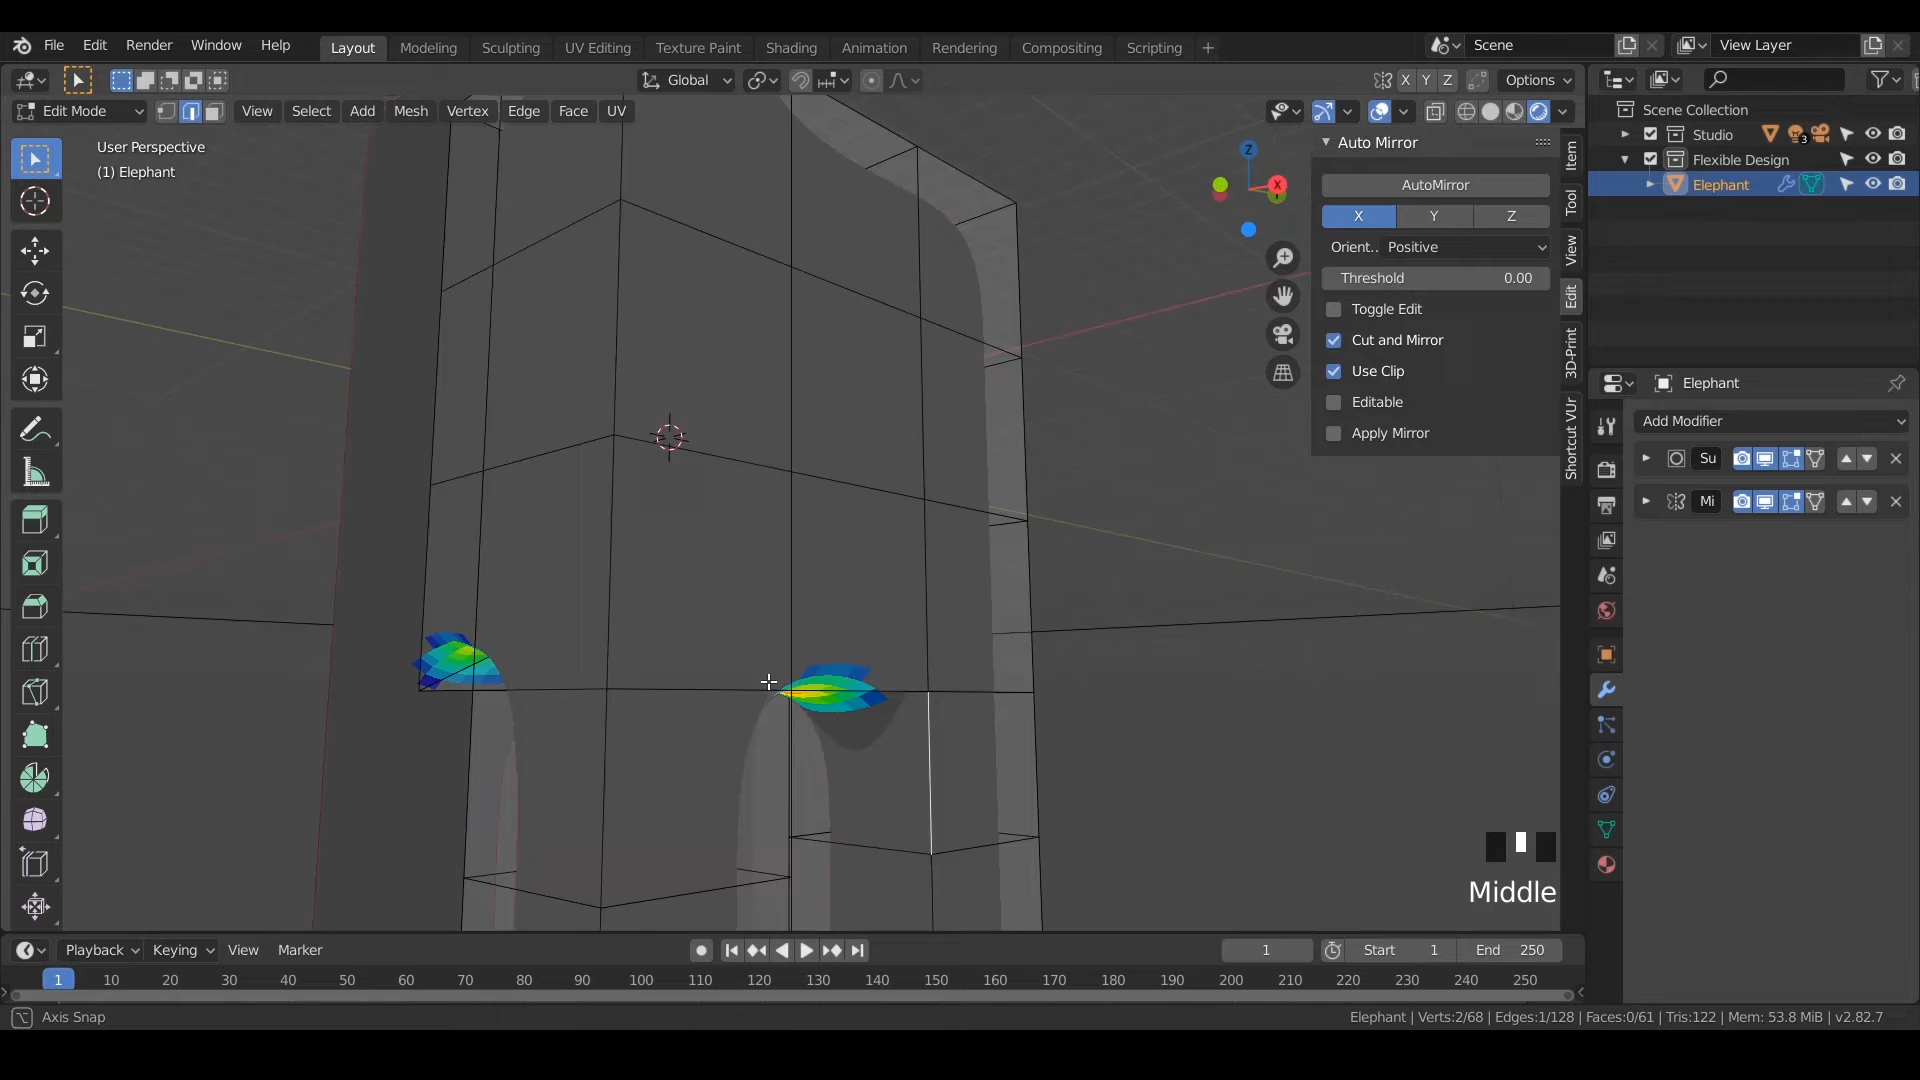 File Edit Render Window Help Layout Modeling Sculpting UV Editing Texture Paint Shading Animation Rendering Compositing Scripting + Scene View Layer
Global X Y Z Options
Edit Mode View Select Add Mesh Vertex Edge Face UV
User Perspective
(1) Elephant
Z
X
Y
Auto Mirror
AutoMirror
X Y Z
Orient.. Positive
Threshold 0.00
Toggle Edit
Cut and Mirror
Use Clip
Editable
Apply Mirror
Item
Tool
View
Edit
3D-Print
Shortcut VUr
Scene Collection
Studio 3
Flexible Design
Elephant
Elephant
Add Modifier
Su
Mi
Middle
Playback Keying View Marker 1 Start 1 End 250
1 10 20 30 40 50 60 70 80 90 100 110 120 130 140 150 160 170 180 190 200 210 220 230 240 250
Axis Snap Elephant | Verts:2/68 | Edges:1/128 | Faces:0/61 | Tris:122 | Mem: 53.8 MiB | v2.82.7